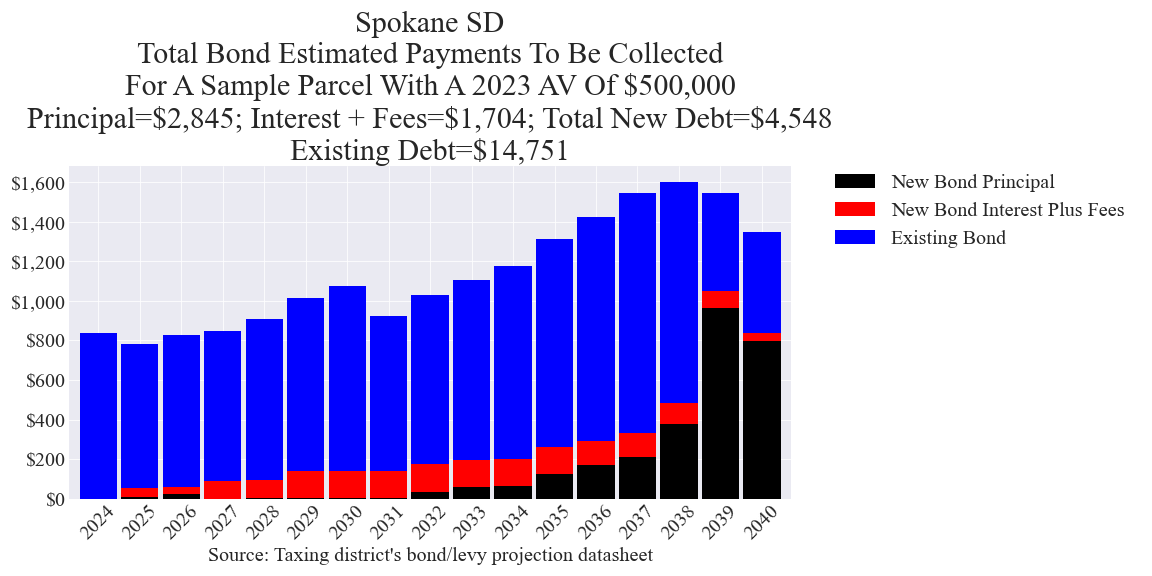 Spokane SD
Total Bond Estimated Payments To Be Collected
For A Sample Parcel With A 2023 AV Of $500,000
Principal=$2,845; Interest + Fees=$1,704; Total New Debt=$4,548
Existing Debt=$14,751
$1,600
$1,400
$1,200
$1,000
$800
$600
$400
$200
$0
2024
2025
2026
2027
2028
2029
2030
2031
2032
2033
2034
2035
2036
2037
2038
2039
2040
Source: Taxing district's bond/levy projection datasheet
New Bond Principal
New Bond Interest Plus Fees
Existing Bond